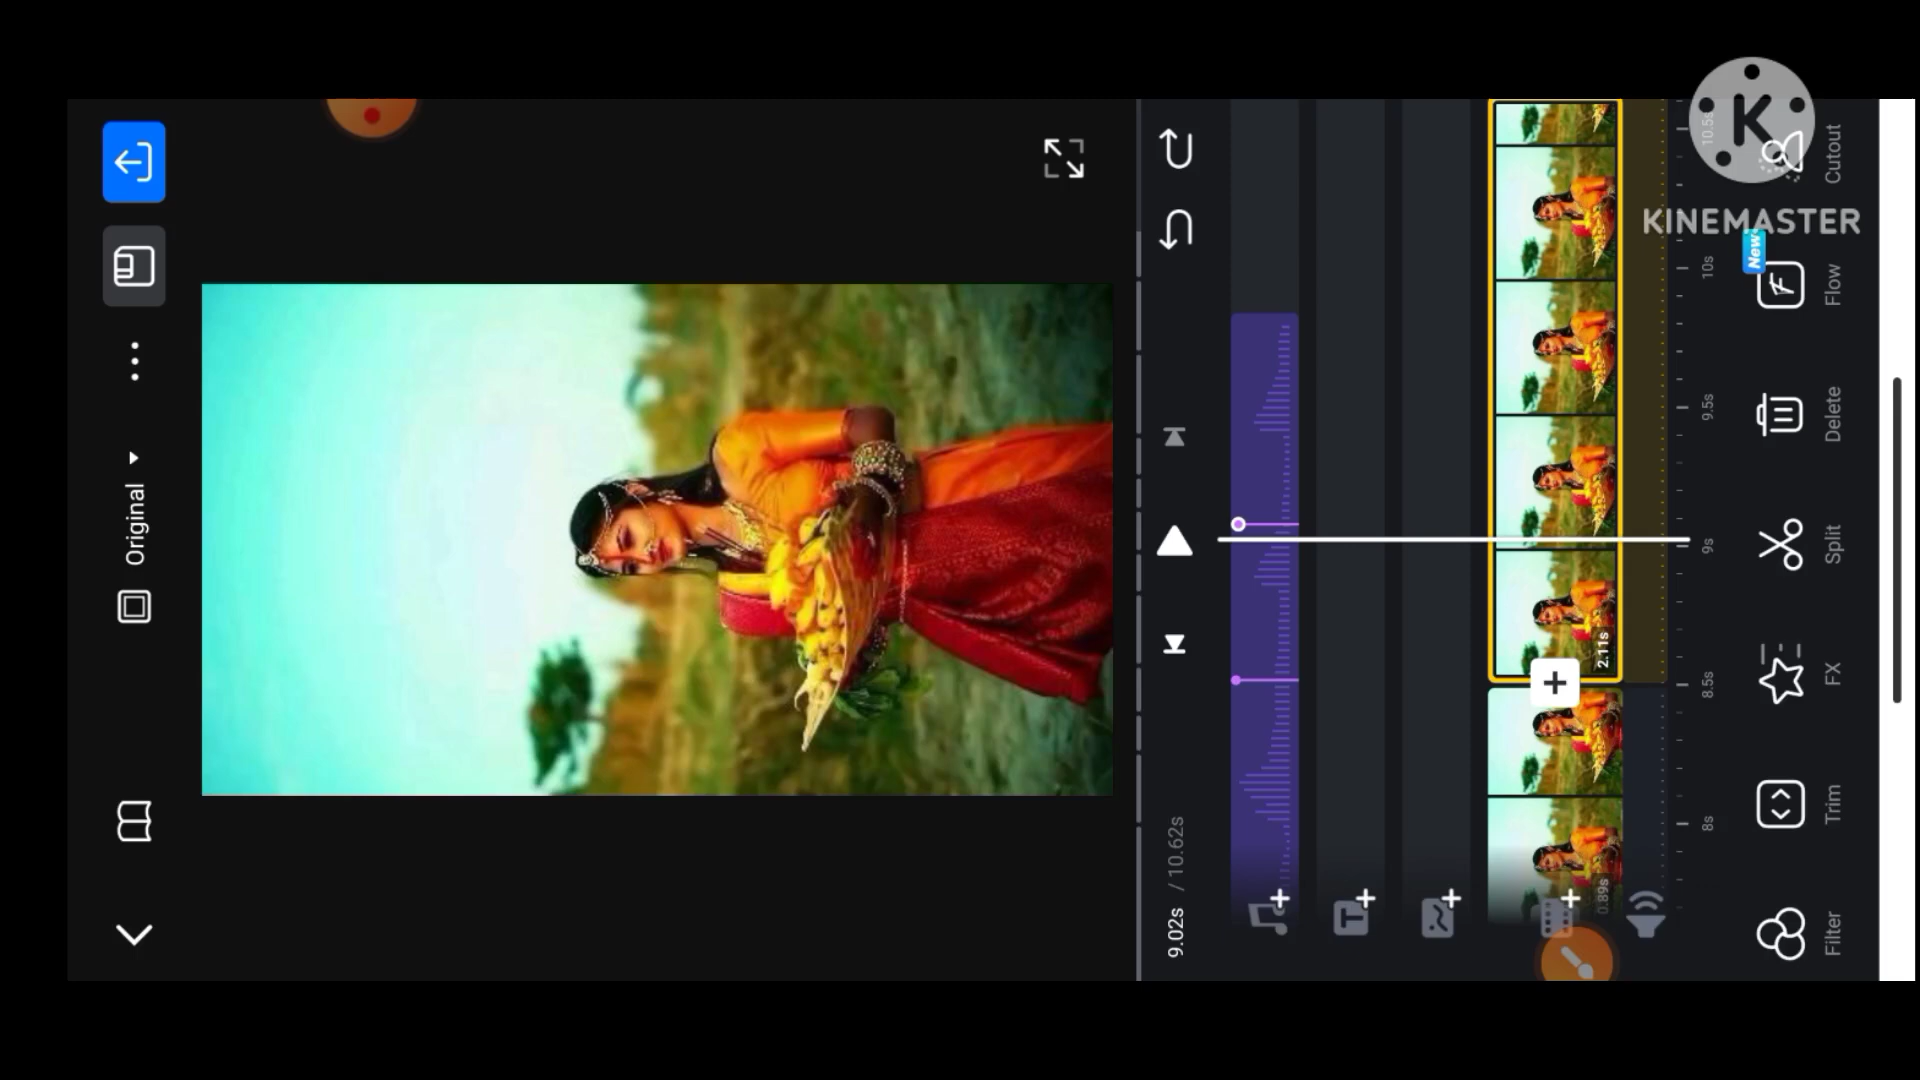 Original
9.02s / 10.62s
2.11s
0.89s
8s
8.5s
9s
9.5s
10s
10.5s
Filter
Trim
FX
Split
Delete
Flow
New
Cutout
KINEMASTER